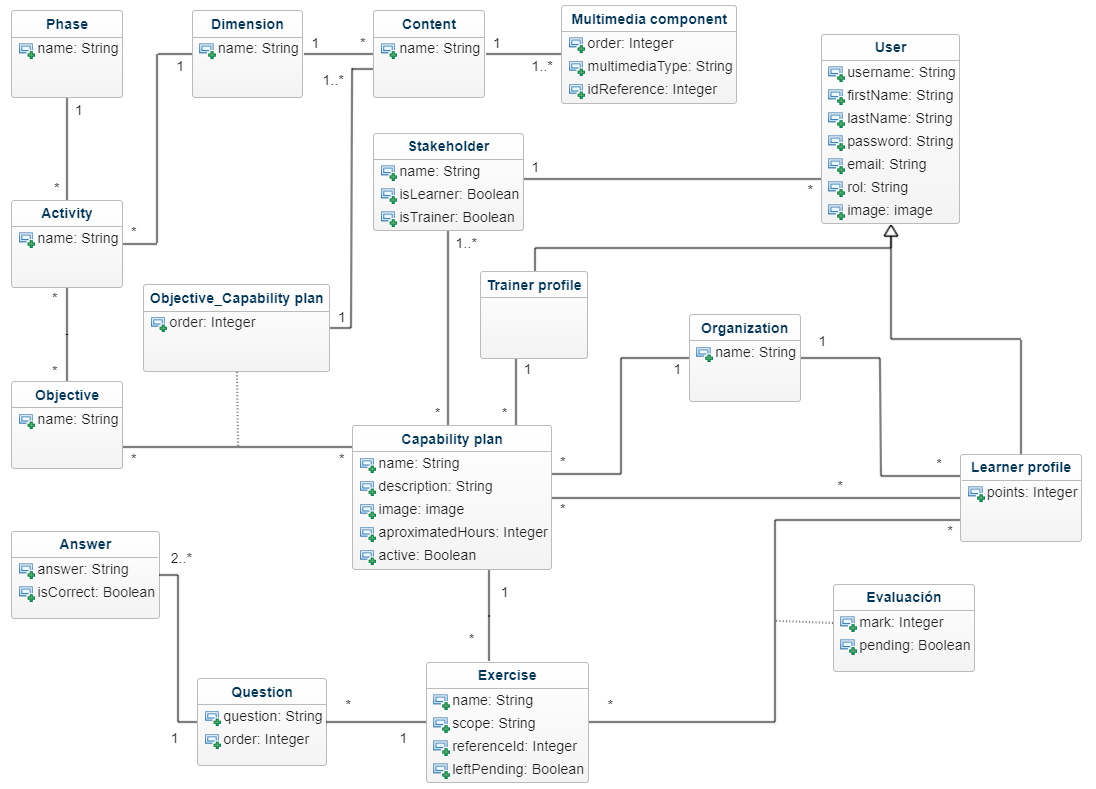 Phase
name: String
Dimension
name: String
Content
name: String
Multimedia component
order: Integer
multimediaType: String
idReference: Integer
User
username: String
firstName: String
lastName: String
password: String
email: String
rol: String
image: image
1
*
1
1..*
1
1..*
1
Stakeholder
name: String
isLearner: Boolean
isTrainer: Boolean
1
*
*
Activity
name: String
*
1..*
Trainer profile
Objective_Capability plan
order: Integer
1
*
Organization
name: String
1
1
1
*
Objective
name: String
*
*
*
*
Capability plan
name: String
description: String
image: image
aproximatedHours: Integer
active: Boolean
*
*
Learner profile
points: Integer
*
*
*
Answer
answer: String
isCorrect: Boolean
2..*
1
*
Evaluación
mark: Integer
pending: Boolean
Question
question: String
order: Integer
1
*
1
Exercise
name: String
scope: String
referenceId: Integer
leftPending: Boolean
*